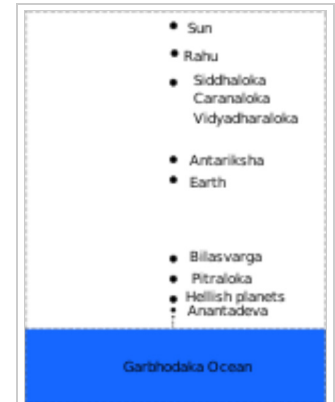 Sun
Rahu
Siddhaloka
Caranaloka
Vidyadharaloka
Antariksha
Earth
Bilasvarga
Pitraloka
Hellish planets
Anantadeva
Garbhodaka Ocean